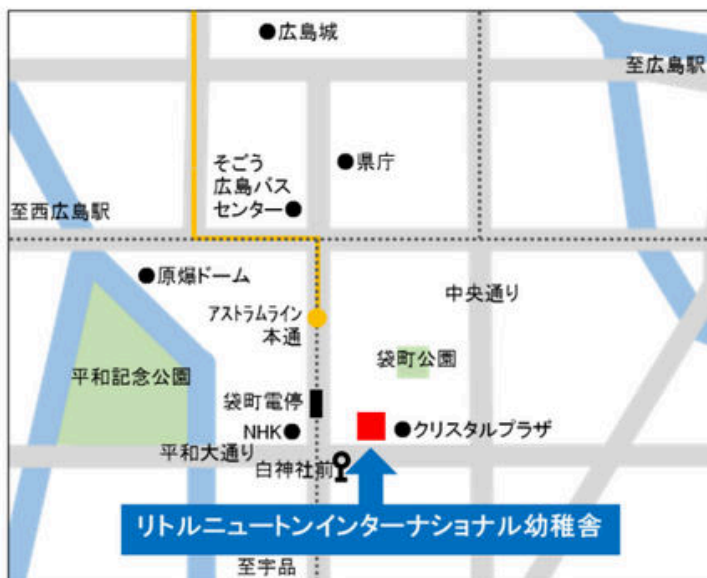 広島城
至広島駅
県庁
そごう
広島バス
センター
至西広島駅
原爆ドーム
中央通り
アストラムライン
本通
袋町公園
平和記念公園
袋町電停
NHK
クリスタルプラザ
平和大通り
白神社前
リトルニュートンインターナショナル幼稚舎
至宇品